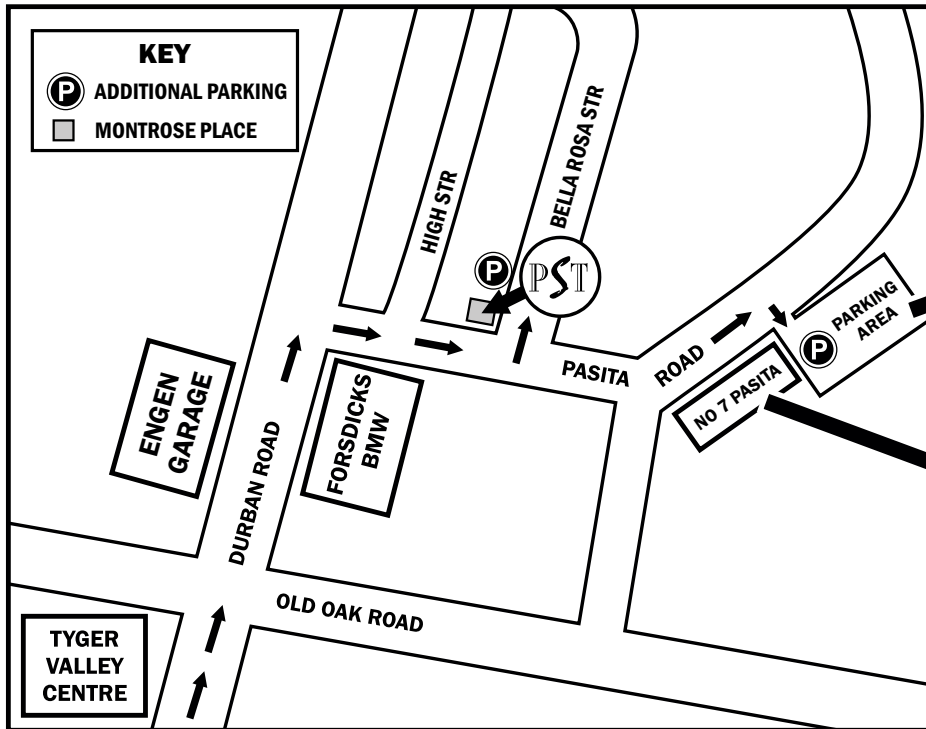 KEY
P ADDITIONAL PARKING
MONTROSE PLACE
HIGH STR
BELLA ROSA STR
P
PST
PASITA ROAD
P
PARKING
AREA
NO 7 PASITA
ENGEN
GARAGE
FORSDICKS
BMW
DURBAN ROAD
OLD OAK ROAD
TYGER
VALLEY
CENTRE